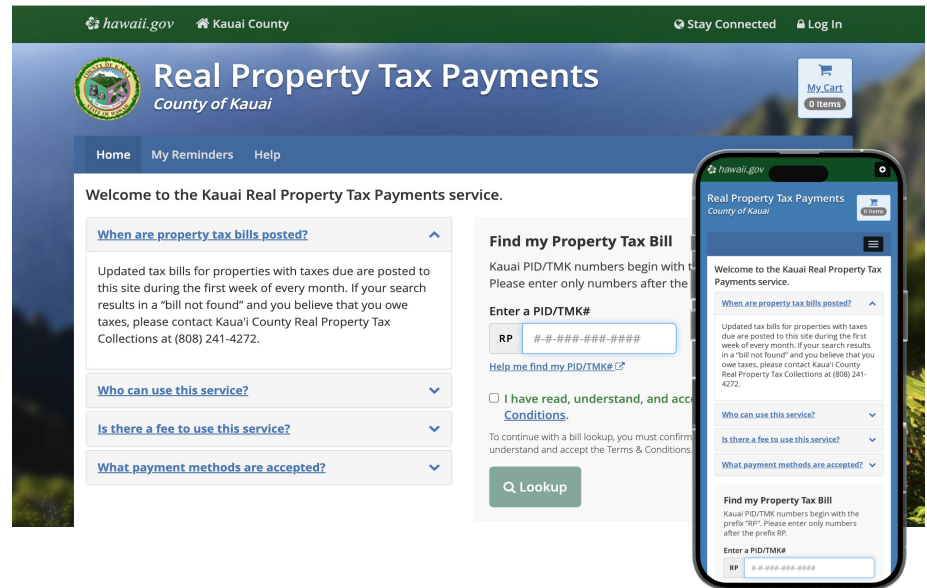 hawaii.gov Kauai County Stay Connected Log In
Real Property Tax Payments
County of Kauai
My Cart
0 Items
Home My Reminders Help
Welcome to the Kauai Real Property Tax Payments service.
When are property tax bills posted?
Updated tax bills for properties with taxes due are posted to
this site during the first week of every month. If your search
results in a “bill not found” and you believe that you owe
taxes, please contact Kaua'i County Real Property Tax
Collections at (808) 241-4272.
Who can use this service?
Is there a fee to use this service?
What payment methods are accepted?
Find my Property Tax Bill
Kauai PID/TMK numbers begin with
Please enter only numbers after the
Enter a PID/TMK#
RP #-#-###-###-####
Help me find my PID/TMK#
I have read, understand, and
Conditions.
To continue with a bill lookup, you must confirm
understand and accept the Terms & Conditions.
Lookup
hawaii.gov
Real Property Tax Payments
County of Kauai
0 Items
Welcome to the Kauai Real Property Tax
Payments service.
When are property tax bills posted?
Updated tax bills for properties with taxes
due are posted to this site during the first
week of every month. If your search results
in a “bill not found” and you believe that you
owe taxes, please contact Kaua'i County
Real Property Tax Collections at (808) 241-
4272.
Who can use this service?
Is there a fee to use this service?
What payment methods are accepted?
Find my Property Tax Bill
Kauai PID/TMK numbers begin with the
prefix "RP". Please enter only numbers
after the prefix RP.
Enter a PID/TMK#
RP #-#-###-###-####